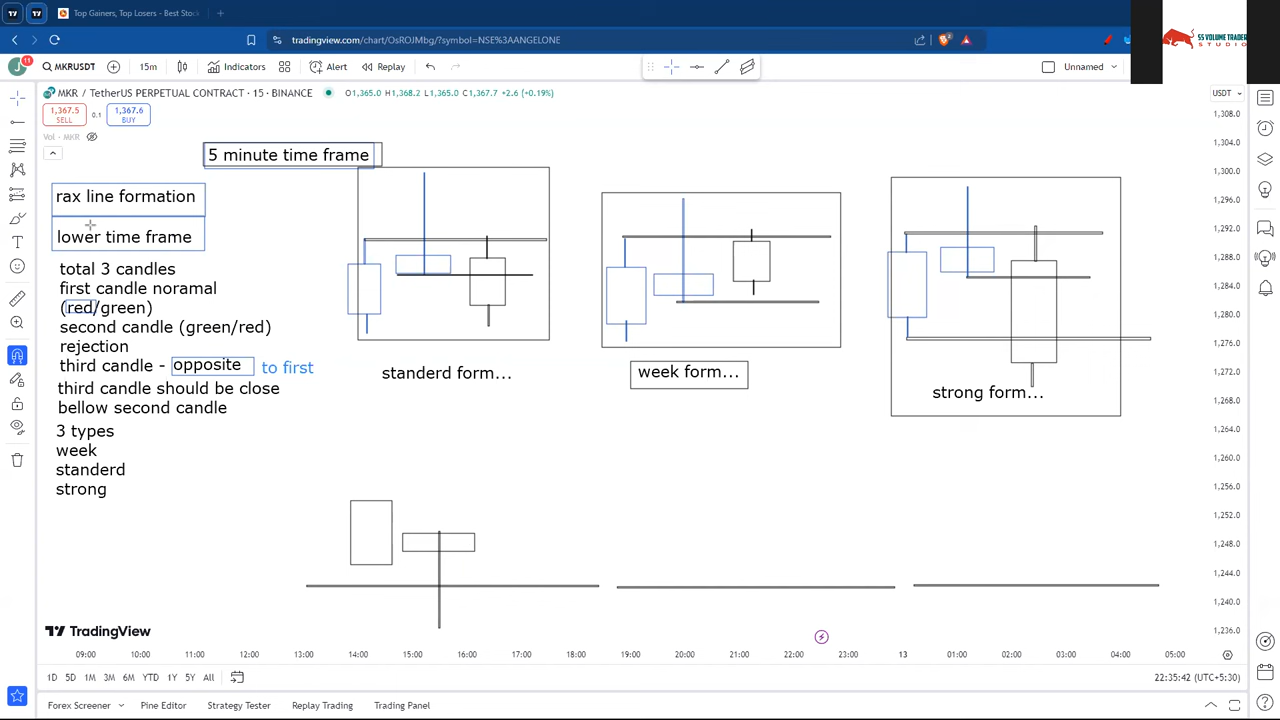 Top Gainers, Top Losers - Best Stock
tradingview.com/chart/OsROJMbg/?symbol=NSE%3AANGELONE
SS VOLUME TRADER
STUDIO
J
11
MKRUSDT
15m
Indicators
Alert
Replay
Unnamed
MKR / TetherUS PERPETUAL CONTRACT · 15 · BINANCE
O1,365.0 H1,368.2 L1,365.0 C1,367.7 +2.6 (+0.19%)
USDT
1,367.5
SELL
0.1
1,367.6
BUY
Vol · MKR
5 minute time frame
rax line formation
lower time frame
total 3 candles
first candle noramal
(red/green)
second candle (green/red)
rejection
third candle - opposite to first
third candle should be close
bellow second candle
3 types
week
standerd
strong
standerd form...
week form...
strong form...
1,308.0
1,304.0
1,300.0
1,296.0
1,292.0
1,288.0
1,284.0
1,280.0
1,276.0
1,272.0
1,268.0
1,264.0
1,260.0
1,256.0
1,252.0
1,248.0
1,244.0
1,240.0
1,236.0
TradingView
09:00 10:00 11:00 12:00 13:00 14:00 15:00 16:00 17:00 18:00 19:00 20:00 21:00 22:00 23:00 13 01:00 02:00 03:00 04:00 05:00
1D 5D 1M 3M 6M YTD 1Y 5Y All
22:35:42 (UTC+5:30)
Forex Screener Pine Editor Strategy Tester Replay Trading Trading Panel